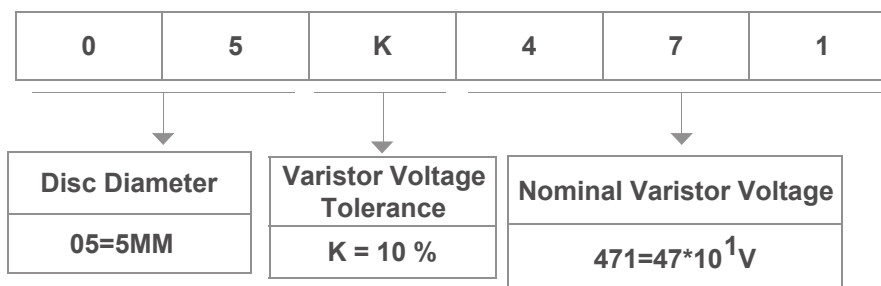 0 5 K 4 7 1
Disc Diameter
05=5MM
Varistor Voltage
Tolerance
K = 10 %
Nominal Varistor Voltage
471=47*10¹V